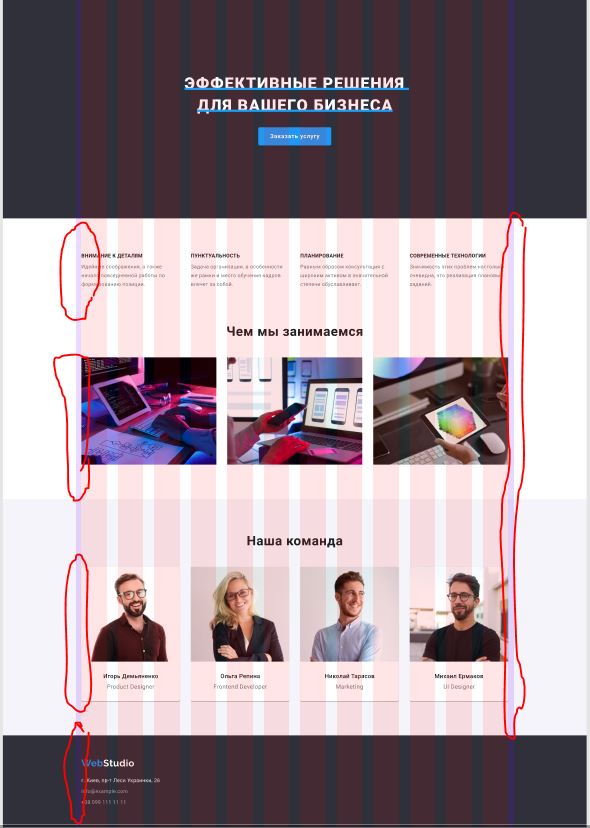 ЭФФЕКТИВНЫЕ РЕШЕНИЯ
ДЛЯ ВАШЕГО БИЗНЕСА
Заказать услугу
ВНИМАНИЕ К ДЕТАЛЯМ
Идейные соображения, а также
начало повседневной работы по
формированию позиции.
ПУНКТУАЛЬНОСТЬ
Задача организации, в особенности
же рамки и место обучения кадров
влечет за собой.
ПЛАНИРОВАНИЕ
Равным образом консультация с
широким активом в значительной
степени обуславливает.
СОВРЕМЕННЫЕ ТЕХНОЛОГИИ
Значимость этих проблем настолько
очевидна, что реализация плановых
заданий.
Чем мы занимаемся
Наша команда
Игорь Демьяненко
Product Designer
Ольга Репина
Frontend Developer
Николай Тарасов
Marketing
Михаил Ермаков
UI Designer
WebStudio
г. Киев, пр-т Леси Украинки, 26
info@example.com
+38 099 111 11 11